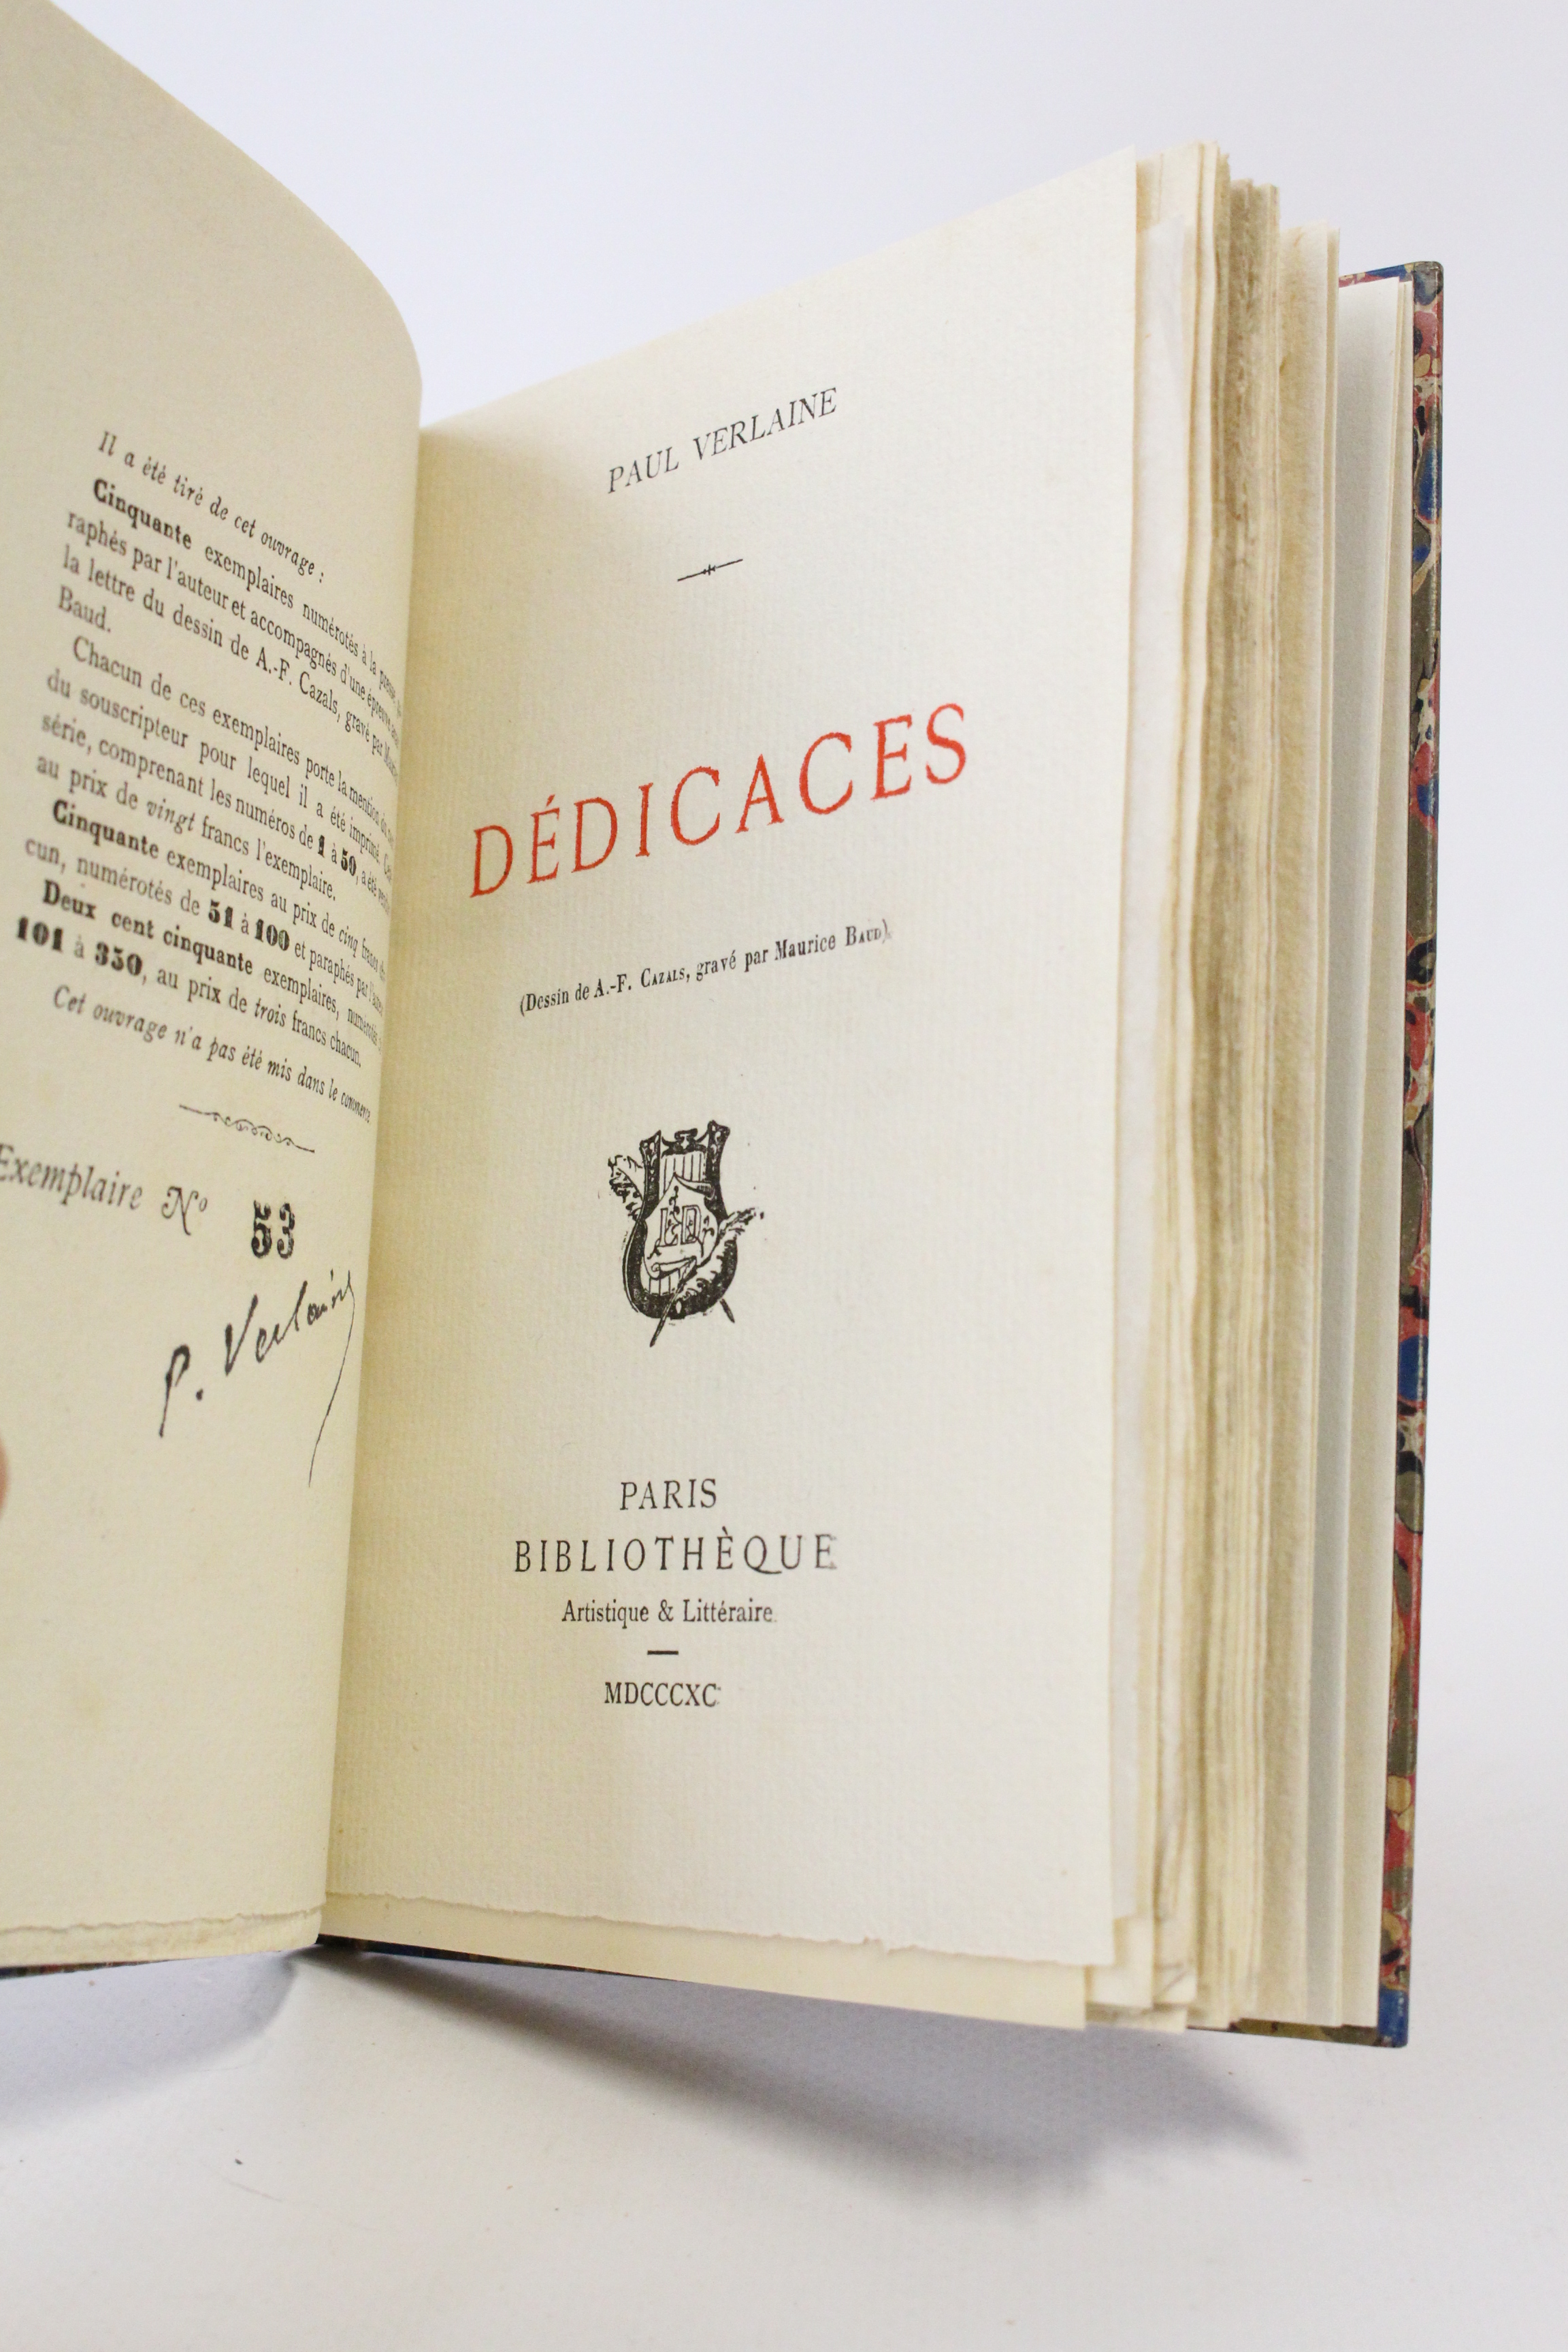 Il a été tiré de cet ouvrage :
Cinquante exemplaires numérotés à la presse,
raphés par l'auteur et accompagnés d'une épreuve
la lettre du dessin de A.-F. Cazals, gravé par
Baud.
Chacun de ces exemplaires porte la mention
du souscripteur pour lequel il a été imprimé.
série, comprenant les numéros de 1 à 50, a été
au prix de vingt francs l'exemplaire.
Cinquante exemplaires au prix de cinq francs
cun, numérotés de 51 à 100 et paraphés par
Deux cent cinquante exemplaires, numérotés
101 à 350, au prix de trois francs chacun.
Cet ouvrage n'a pas été mis dans le commerce
Exemplaire No 53
P. Verlaine
PAUL VERLAINE
DÉDICACES
(Dessin de A.-F. CAZALS, gravé par Maurice BAUD)
PARIS
BIBLIOTHÈQUE
Artistique & Littéraire
MDCCCXC